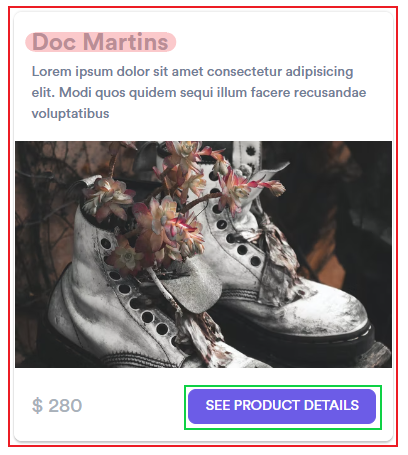 Doc Martins
Lorem ipsum dolor sit amet consectetur adipisicing
elit. Modi quos quidem sequi illum facere recusandae
voluptatibus
$ 280
SEE PRODUCT DETAILS